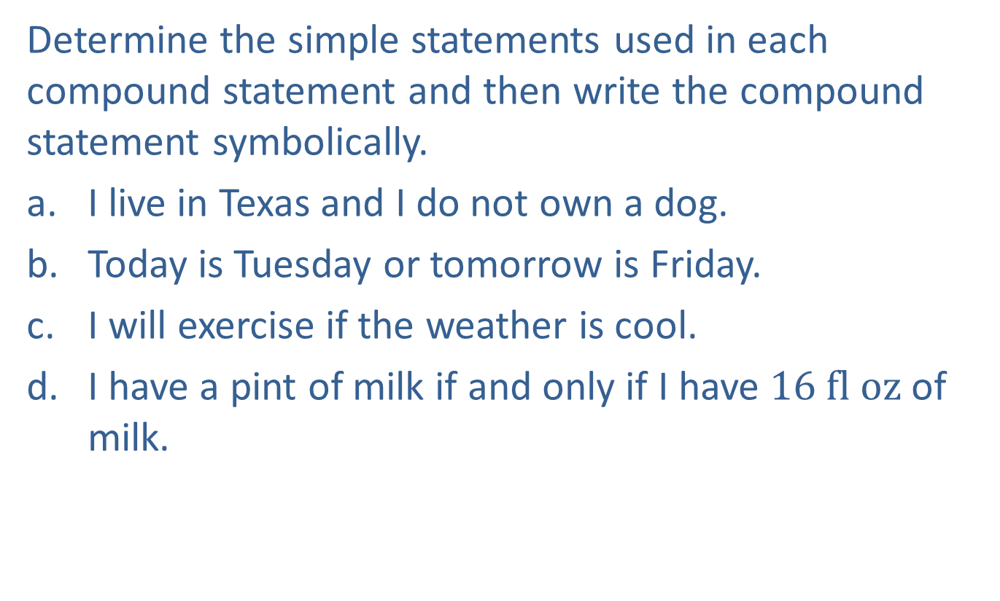 Determine the simple statements used in each
compound statement and then write the compound
statement symbolically.
a. I live in Texas and I do not own a dog.
b. Today is Tuesday or tomorrow is Friday.
c. I will exercise if the weather is cool.
d. I have a pint of milk if and only if I have 16 fl oz of
milk.